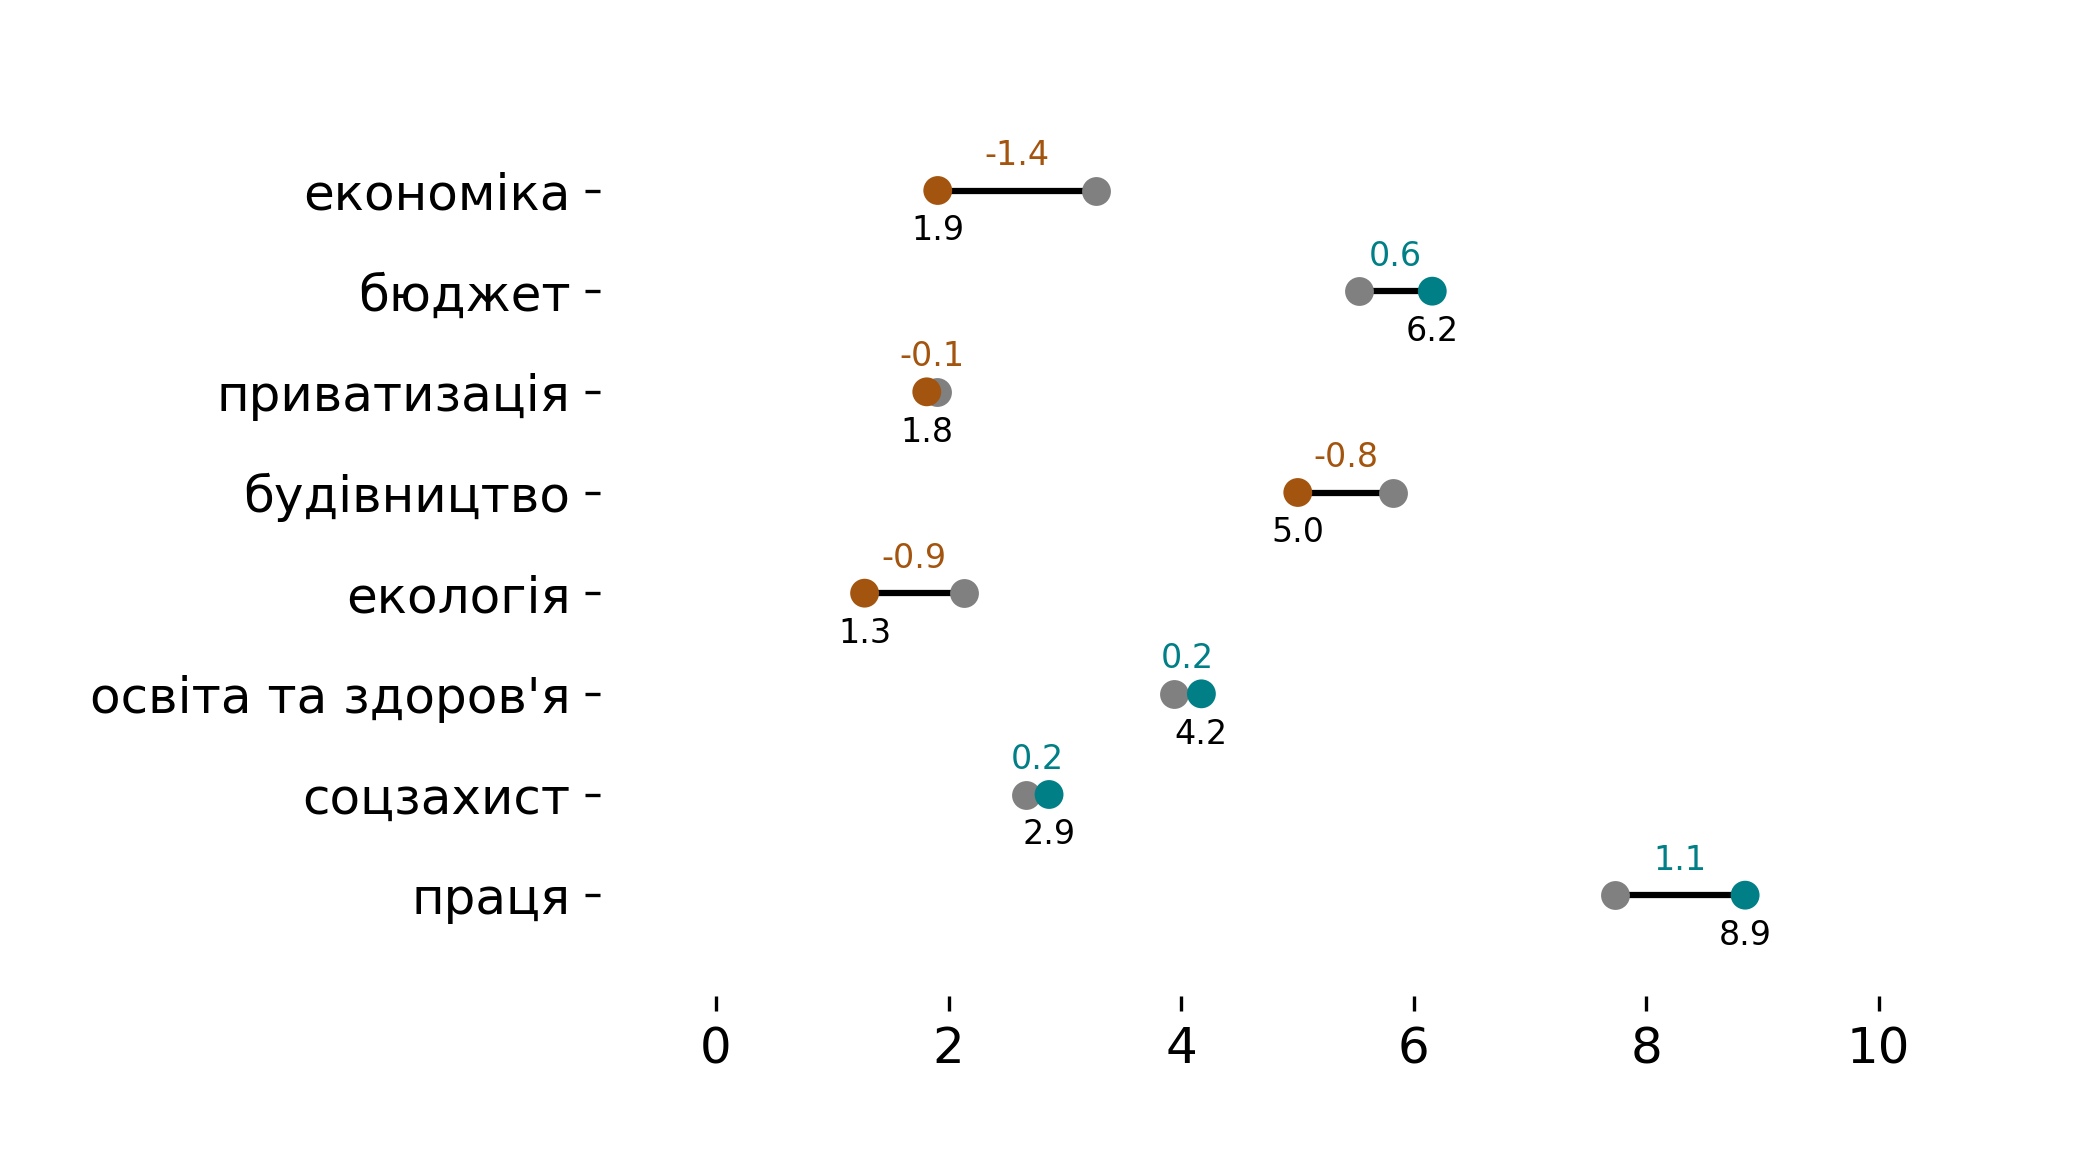 -1.4
економіка
1.9
0.6
бюджет
6.2
-0.1
приватизація
1.8
-0.8
будівництво
5.0
-0.9
екологія
1.3
0.2
освіта та здоров'я
4.2
0.2
соцзахист
2.9
1.1
праця
8.9
0 2 4 6 8 10